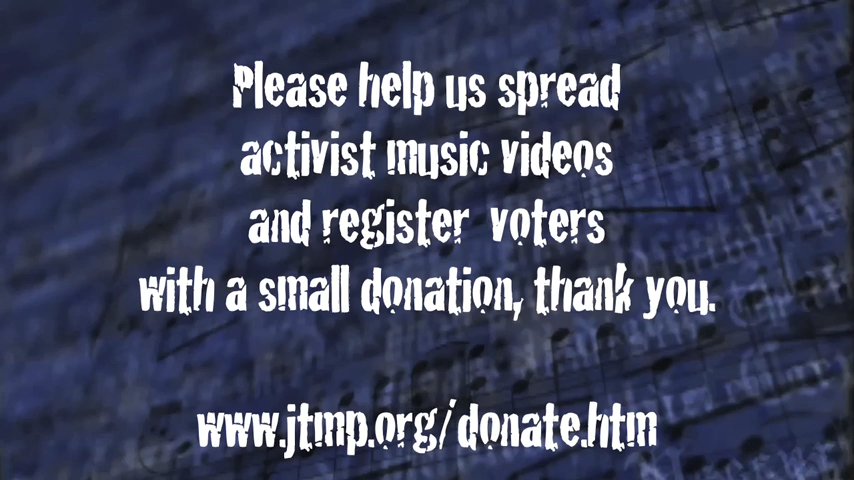 Please help us spread
activist music videos
and register voters
with a small donation, thank you.
www.jtmp.org/donate.htm